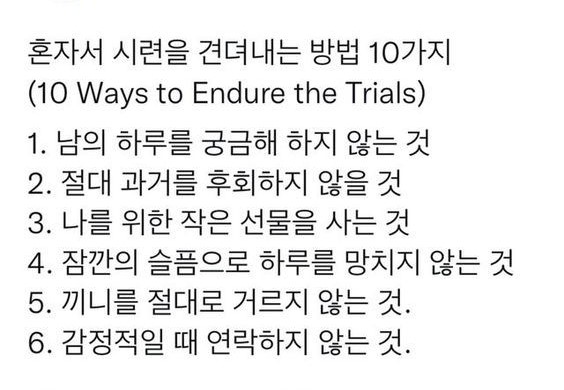 혼자서 시련을 견뎌내는 방법 10가지
(10 Ways to Endure the Trials)
1. 남의 하루를 궁금해 하지 않는 것
2. 절대 과거를 후회하지 않을 것
3. 나를 위한 작은 선물을 사는 것
4. 잠깐의 슬픔으로 하루를 망치지 않는 것
5. 끼니를 절대로 거르지 않는 것.
6. 감정적일 때 연락하지 않는 것.